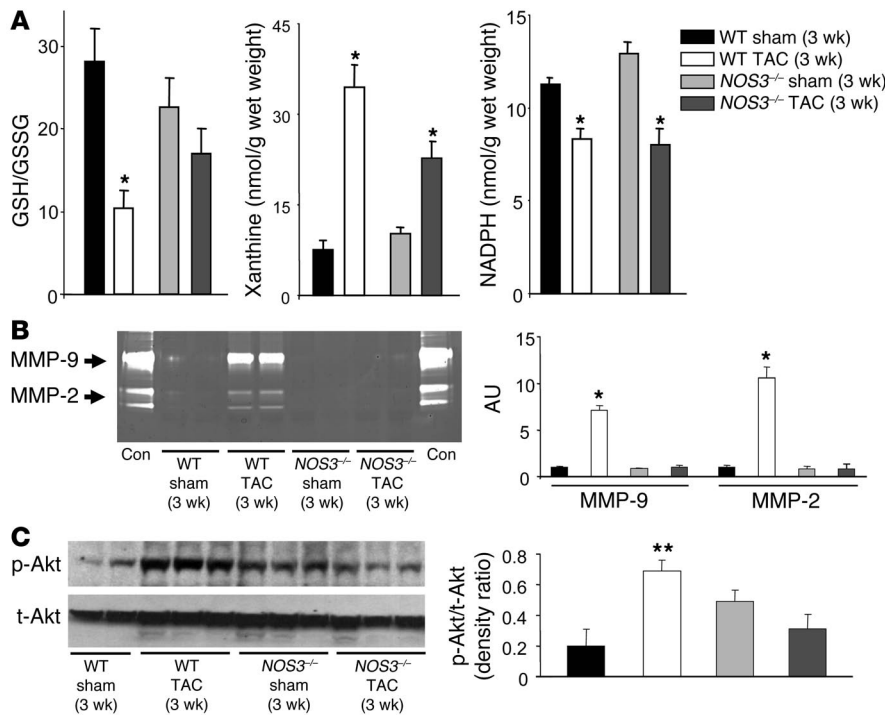 A
GSH/GSSG
30
20
10
0
Xanthine (nmol/g wet weight)
45
30
15
0
*
*
*
NADPH (nmol/g wet weight)
15
10
5
0
*
*
WT sham (3 wk)
WT TAC (3 wk)
NOS3–/– sham (3 wk)
NOS3–/– TAC (3 wk)
B
MMP-9
MMP-2
Con
WT
sham
(3 wk)
WT
TAC
(3 wk)
NOS3–/–
sham
(3 wk)
NOS3–/–
TAC
(3 wk)
Con
AU
15
10
5
0
*
*
MMP-9
MMP-2
C
p-Akt
t-Akt
WT
sham
(3 wk)
WT
TAC
(3 wk)
NOS3–/–
sham
(3 wk)
NOS3–/–
TAC
(3 wk)
p-Akt/t-Akt
(density ratio)
0.8
0.6
0.4
0.2
0
**